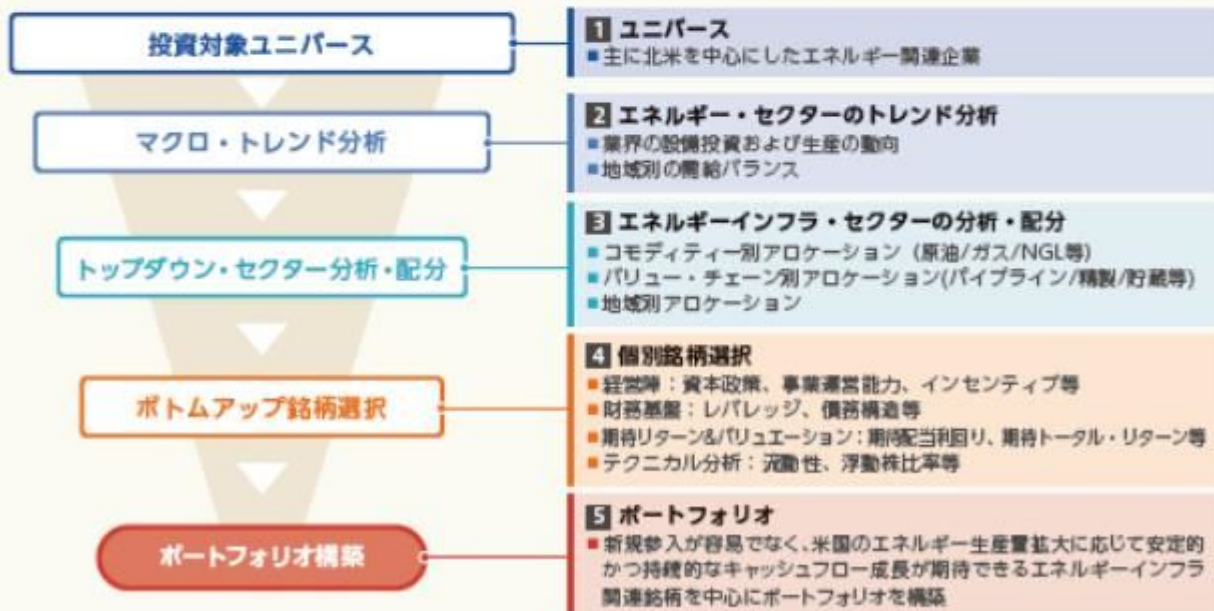 投資対象ユニバース
1 ユニバース
■主に北米を中心にしたエネルギー関連企業
マクロ・トレンド分析
2 エネルギー・セクターのトレンド分析
■業界の設備投資および生産の動向
■地域別の需給バランス
トップダウン・セクター分析・配分
3 エネルギーインフラ・セクターの分析・配分
■コモディティー別アロケーション（原油/ガス/NGL等）
■バリュー・チェーン別アロケーション(パイプライン/精製/貯蔵等)
■地域別アロケーション
ボトムアップ銘柄選択
4 個別銘柄選択
■経営陣：資本政策、事業運営能力、インセンティブ等
■財務基盤：レバレッジ、債務構造等
■期待リターン&バリュエーション：期待配当利回り、期待トータル・リターン等
■テクニカル分析：流動性、浮動株比率等
ポートフォリオ構築
5 ポートフォリオ
■新規参入が容易でなく、米国のエネルギー生産量拡大に応じて安定的
かつ持続的なキャッシュフロー成長が期待できるエネルギーインフラ
関連銘柄を中心にポートフォリオを構築